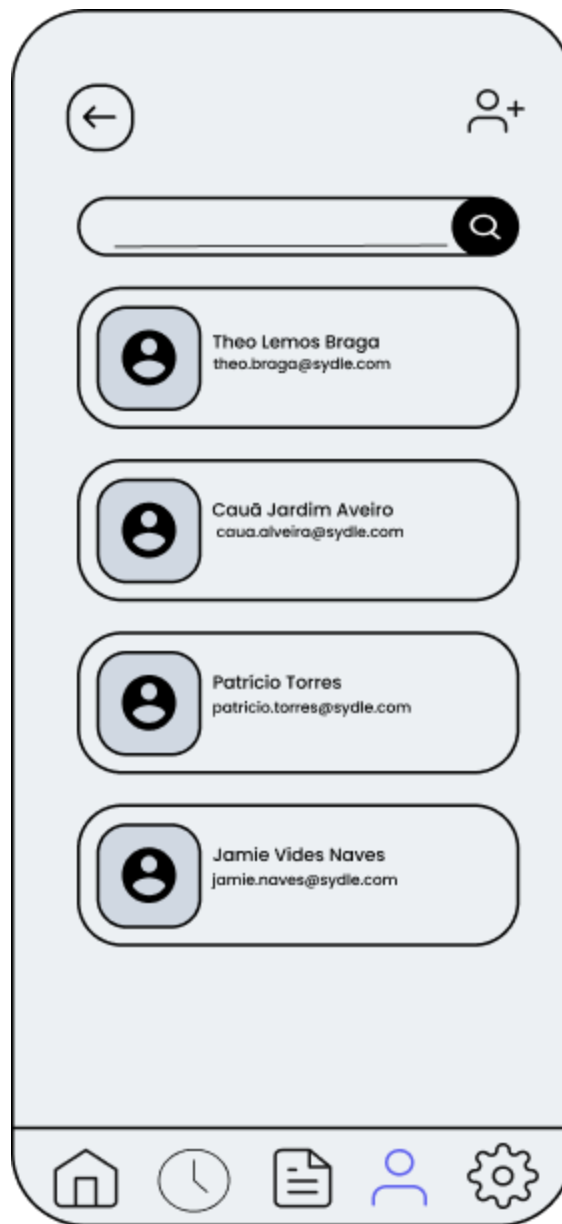 Theo Lemos Braga
theo.braga@sydle.com
Cauã Jardim Aveiro
caua.alveira@sydle.com
Patricio Torres
patricio.torres@sydle.com
Jamie Vides Naves
jamie.naves@sydle.com